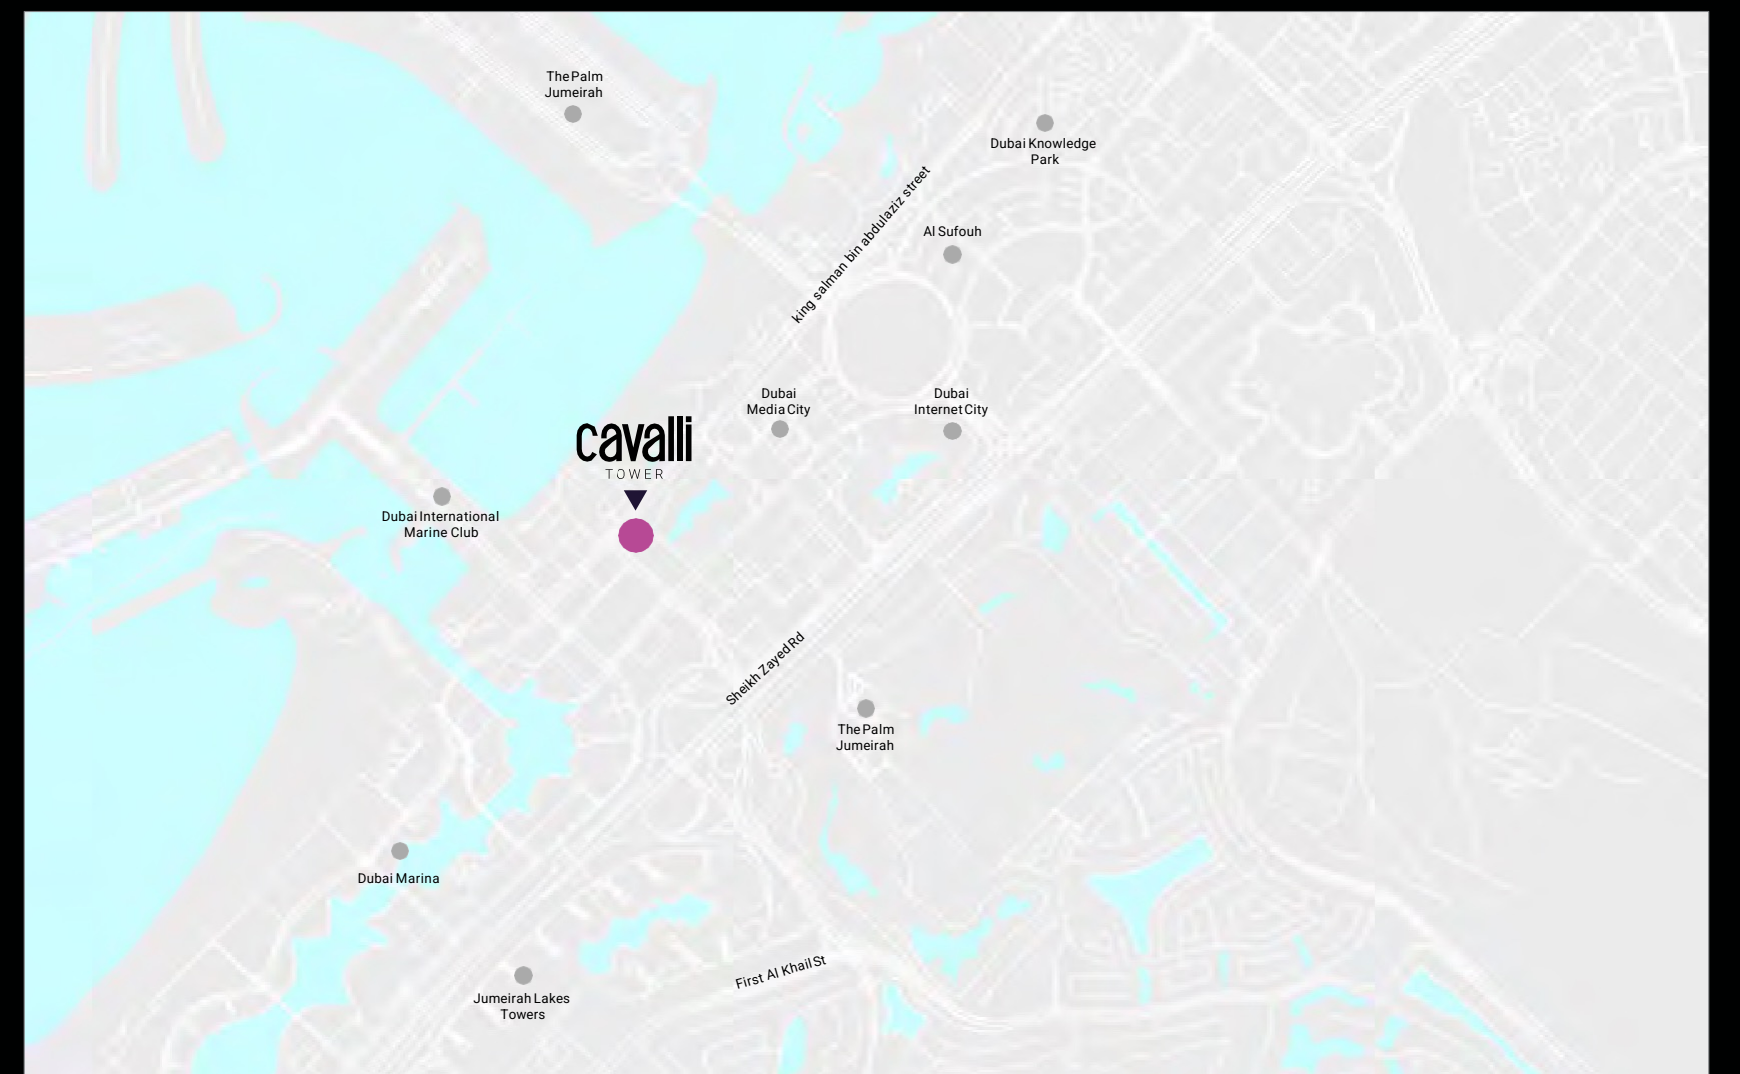 The Palm
Jumeirah
Dubai Knowledge
Park
king salman bin abdulaziz street
Al Sufouh
Dubai
Media City
Dubai
Internet City
cavalli
TOWER
Dubai International
Marine Club
Sheikh Zayed Rd
The Palm
Jumeirah
Dubai Marina
First Al Khail St
Jumeirah Lakes
Towers